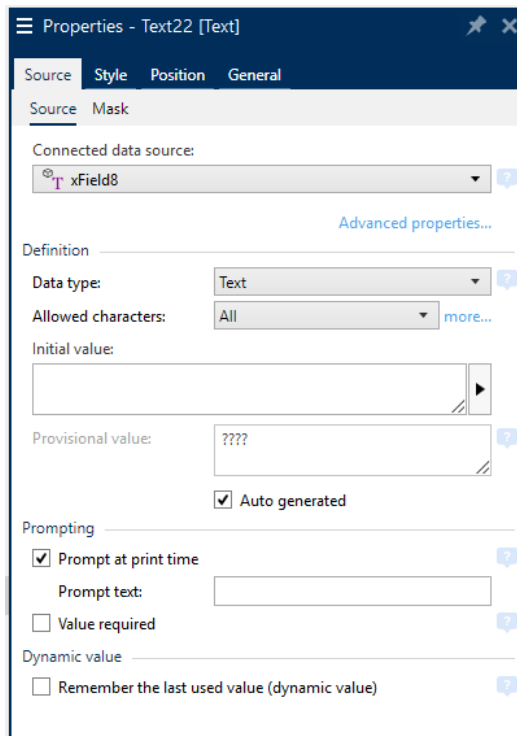 Properties - Text22 [Text]
Source Style Position General
Source Mask
Connected data source:
T xField8
?
Advanced properties...
Definition
Data type: Text ?
Allowed characters: All more...
Initial value:
Provisional value: ???? ?
Auto generated
Prompting
Prompt at print time ?
Prompt text:
Value required ?
Dynamic value
Remember the last used value (dynamic value) ?